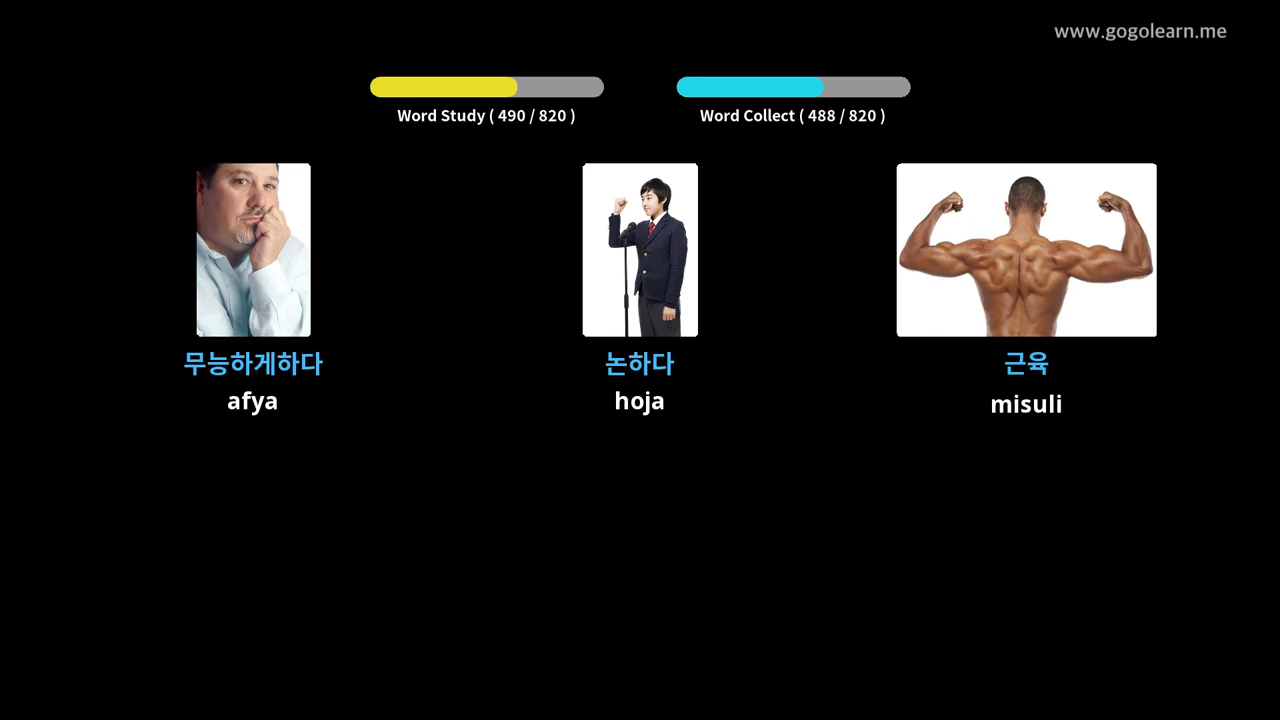 www.gogolearn.me
Word Study ( 490 / 820 )
Word Collect ( 488 / 820 )
무능하게하다
논하다
근육
afya
hoja
misuli